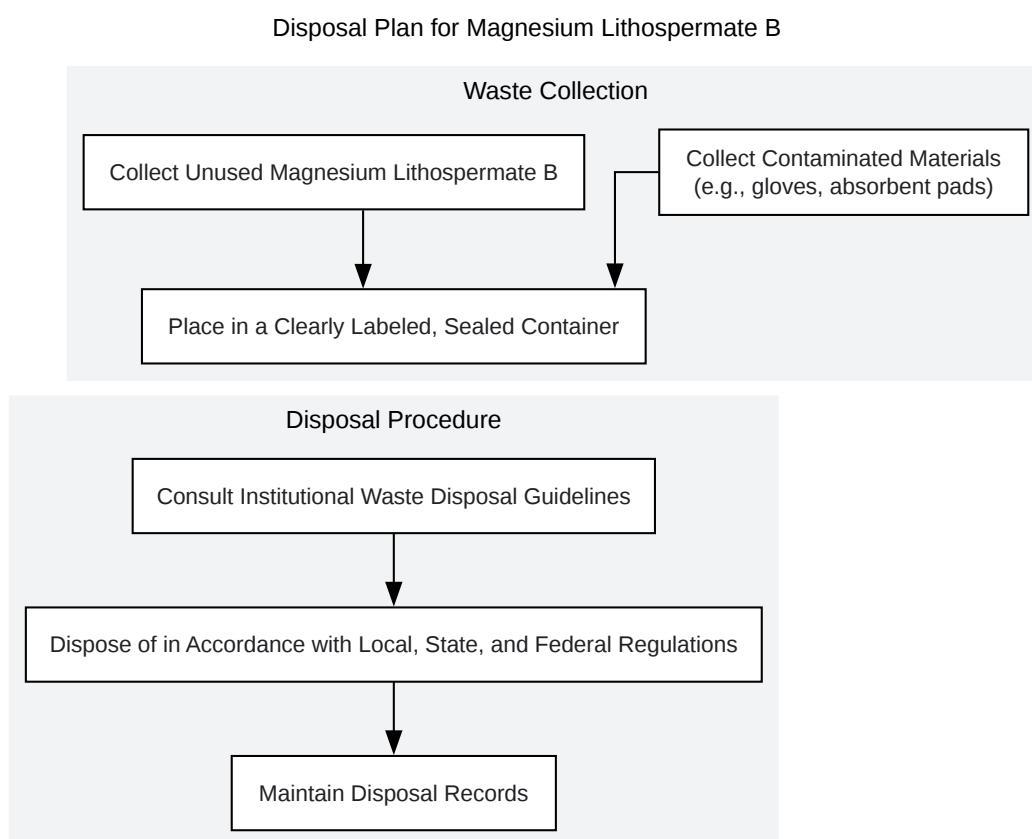 Disposal Plan for Magnesium Lithospermate B
Waste Collection
Collect Unused Magnesium Lithospermate B
Collect Contaminated Materials
(e.g., gloves, absorbent pads)
Place in a Clearly Labeled, Sealed Container
Disposal Procedure
Consult Institutional Waste Disposal Guidelines
Dispose of in Accordance with Local, State, and Federal Regulations
Maintain Disposal Records